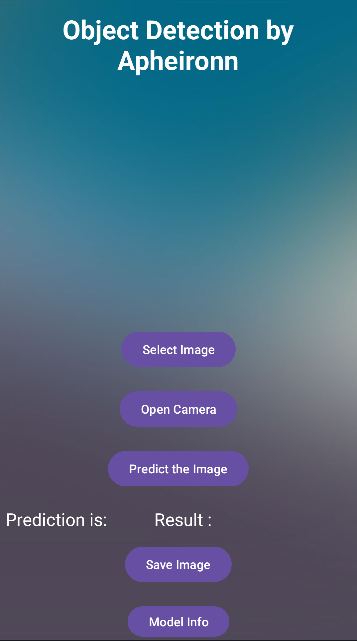 Object Detection by
Apheironn
Select Image
Open Camera
Predict the Image
Prediction is: Result :
Save Image
Model Info